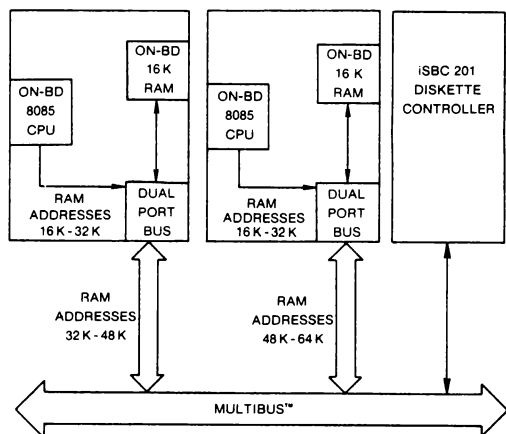 ON-BD
16 K
RAM
ON-BD
8085
CPU
DUAL
PORT
BUS
RAM
ADDRESSES
16 K - 32 K
ON-BD
16 K
RAM
ON-BD
8085
CPU
DUAL
PORT
BUS
RAM
ADDRESSES
16 K - 32 K
iSBC 201
DISKETTE
CONTROLLER
RAM
ADDRESSES
32 K - 48 K
RAM
ADDRESSES
48 K - 64 K
MULTIBUS™